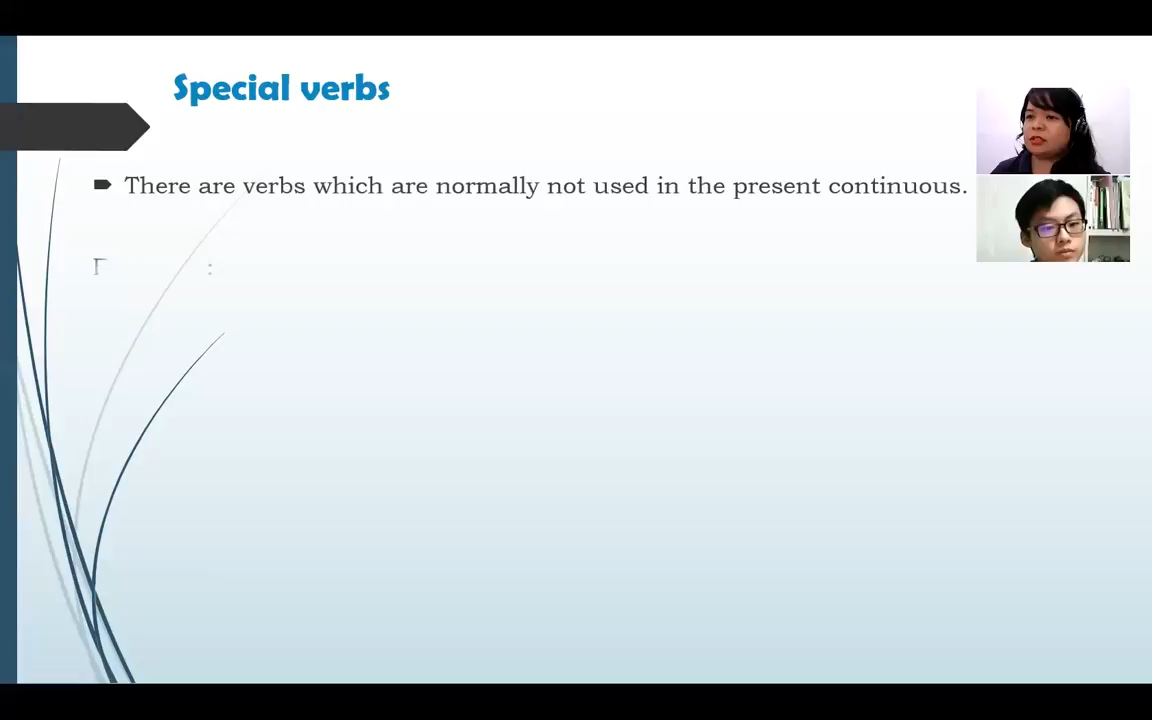 Special verbs
There are verbs which are normally not used in the present continuous.